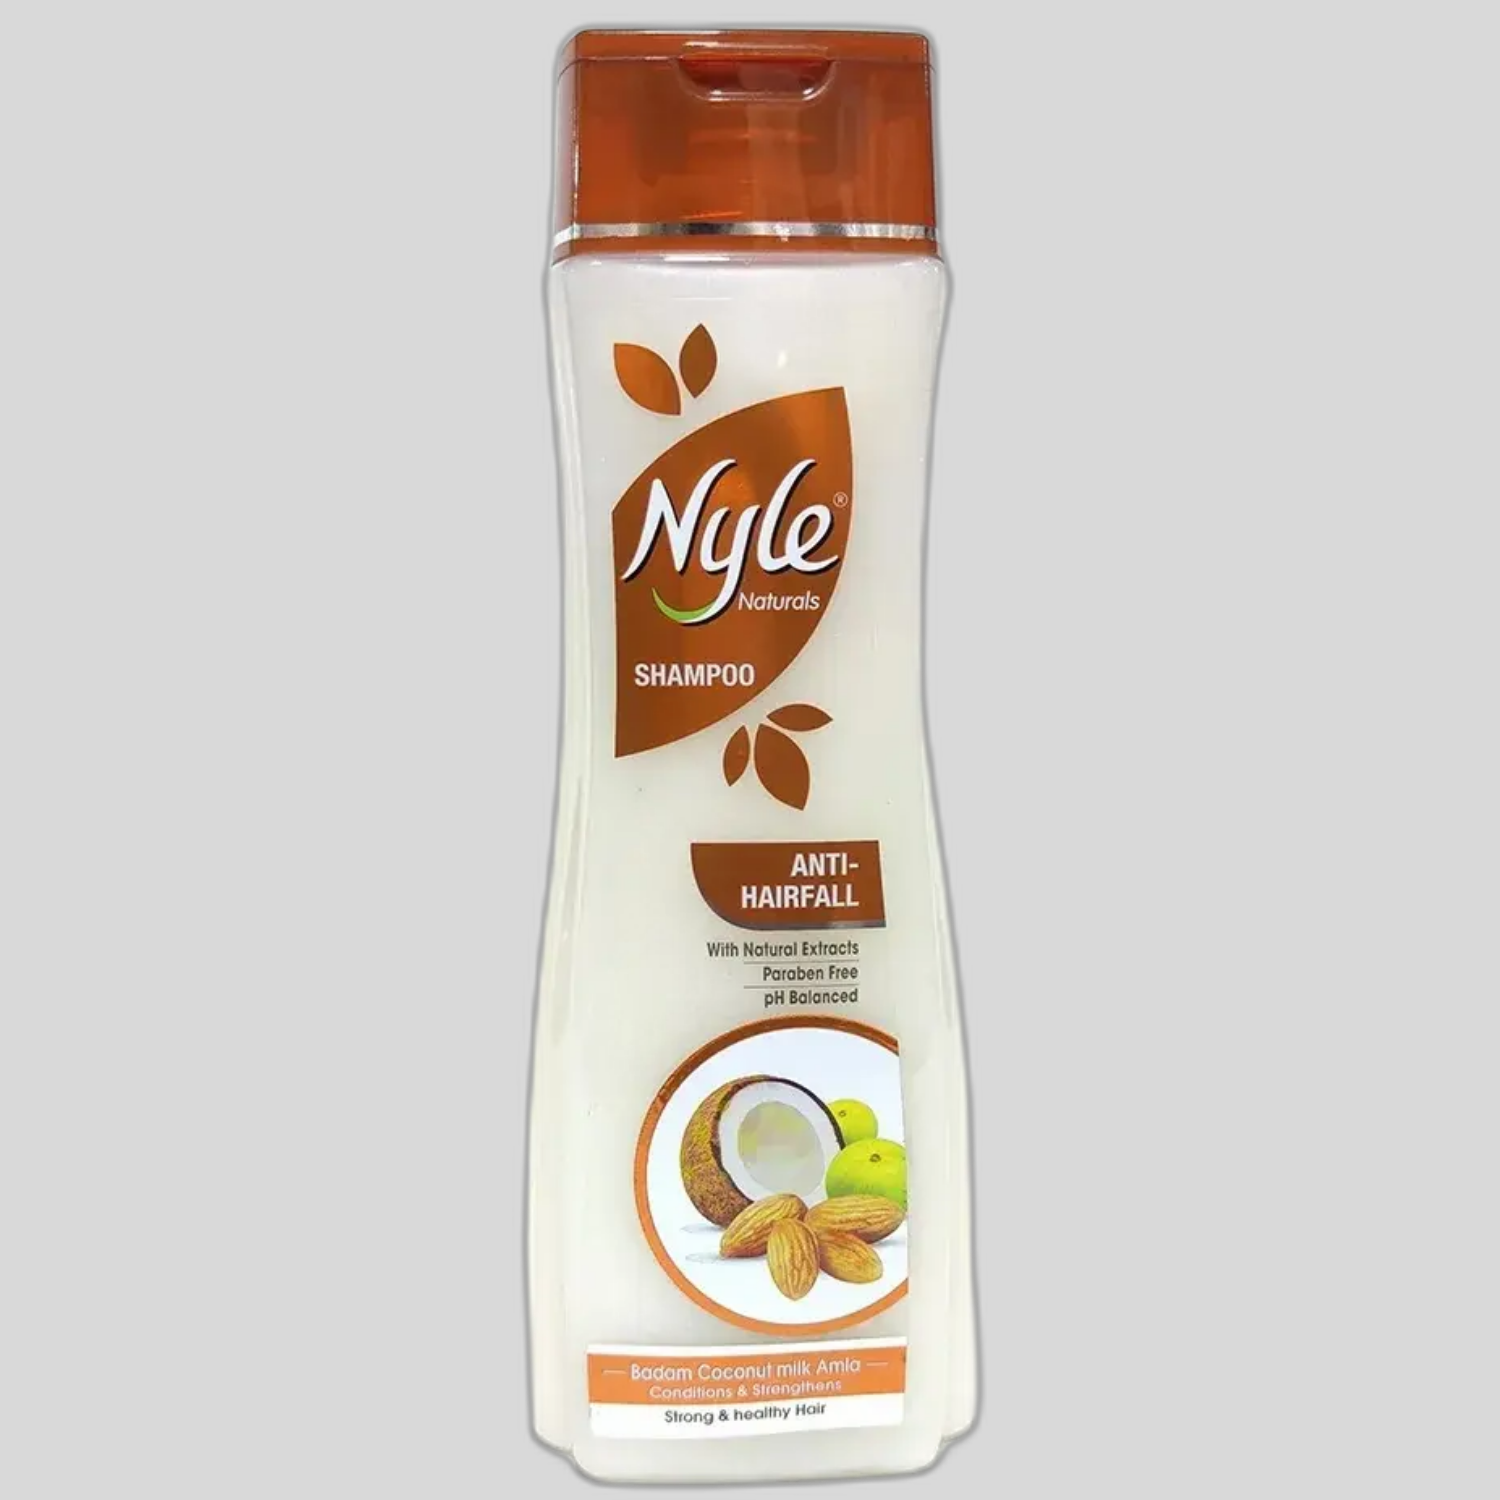 Nyle®
Naturals
SHAMPOO
ANTI-
HAIRFALL
With Natural Extracts
Paraben Free
pH Balanced
Badam Coconut milk Amla
Conditions & Strengthens
Strong & healthy Hair